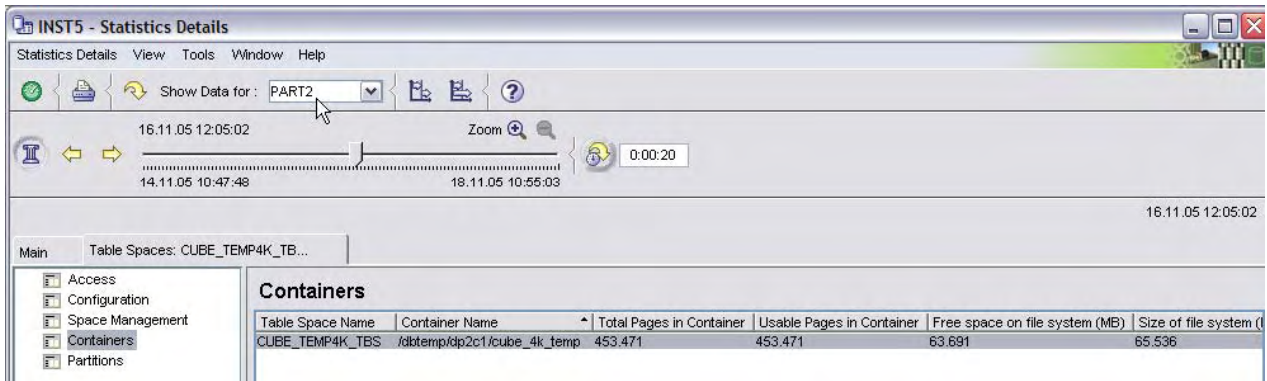 INST5 - Statistics Details
Statistics Details View Tools Window Help
Show Data for : PART2
16.11.05 12:05:02 Zoom
0:00:20
14.11.05 10:47:48 18.11.05 10:55:03
16.11.05 12:05:02
Main Table Spaces: CUBE_TEMP4K_TB...
Access
Configuration
Space Management
Containers
Partitions
Containers
Table Space Name Container Name Total Pages in Container Usable Pages in Container Free space on file system (MB) Size of file system (
CUBE_TEMP4K_TBS /dbtemp/dp2c1/cube_4k_temp 453.471 453.471 63.691 65.536